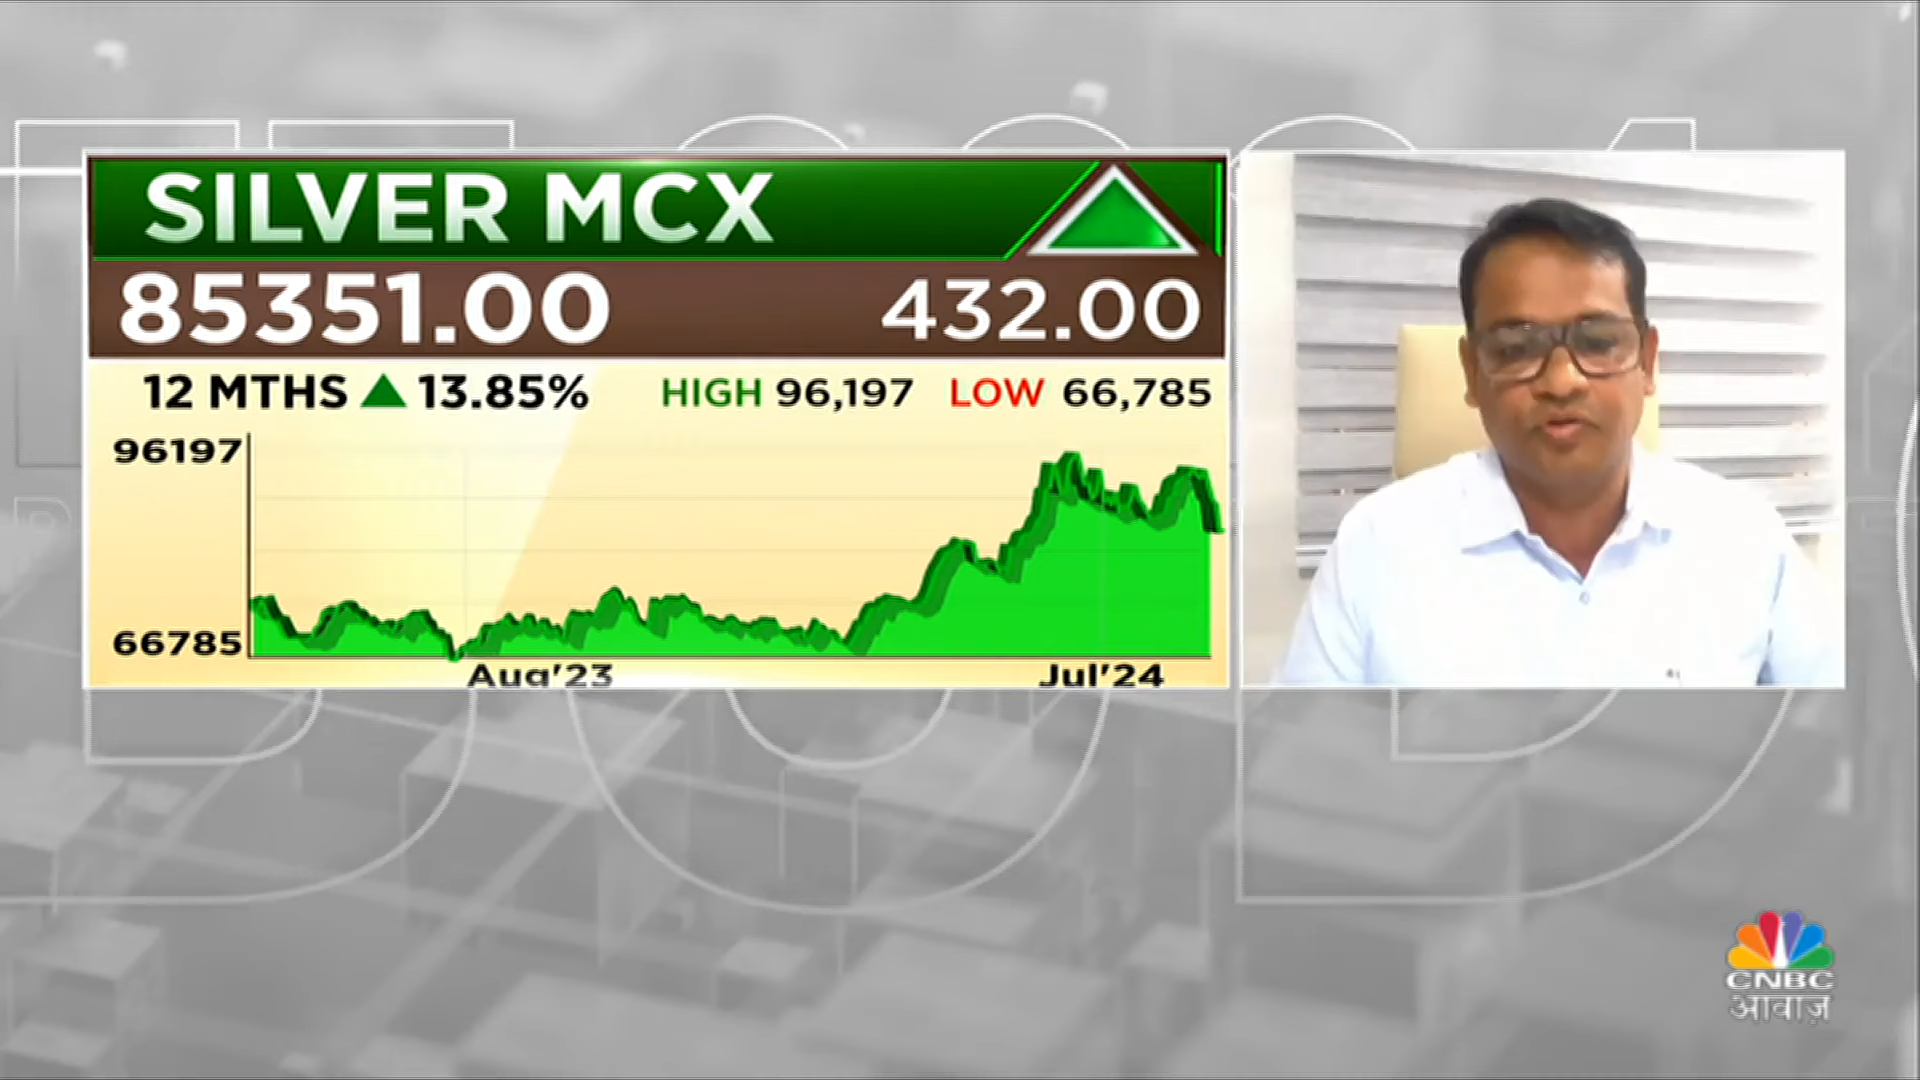 SILVER MCX
85351.00 432.00
12 MTHS ▲ 13.85% HIGH 96,197 LOW 66,785
96197
66785
Aug'23 Jul'24
CNBC
आवाज़